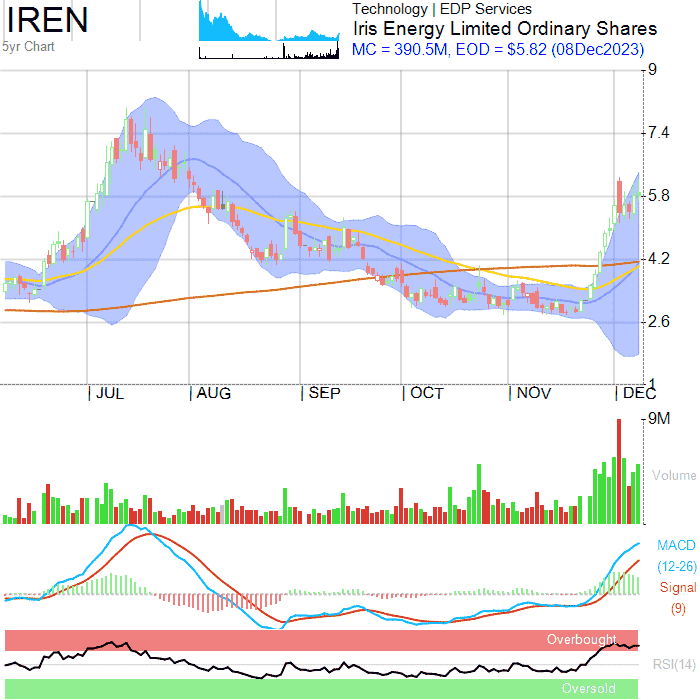 IREN
5yr Chart
Technology | EDP Services
Iris Energy Limited Ordinary Shares
MC = 390.5M, EOD = $5.82 (08Dec2023)
9
7.4
5.8
4.2
2.6
1
| JUL | AUG | SEP | OCT | NOV | DEC
9M
Volume
MACD
(12-26)
Signal
(9)
Overbought
RSI(14)
Oversold